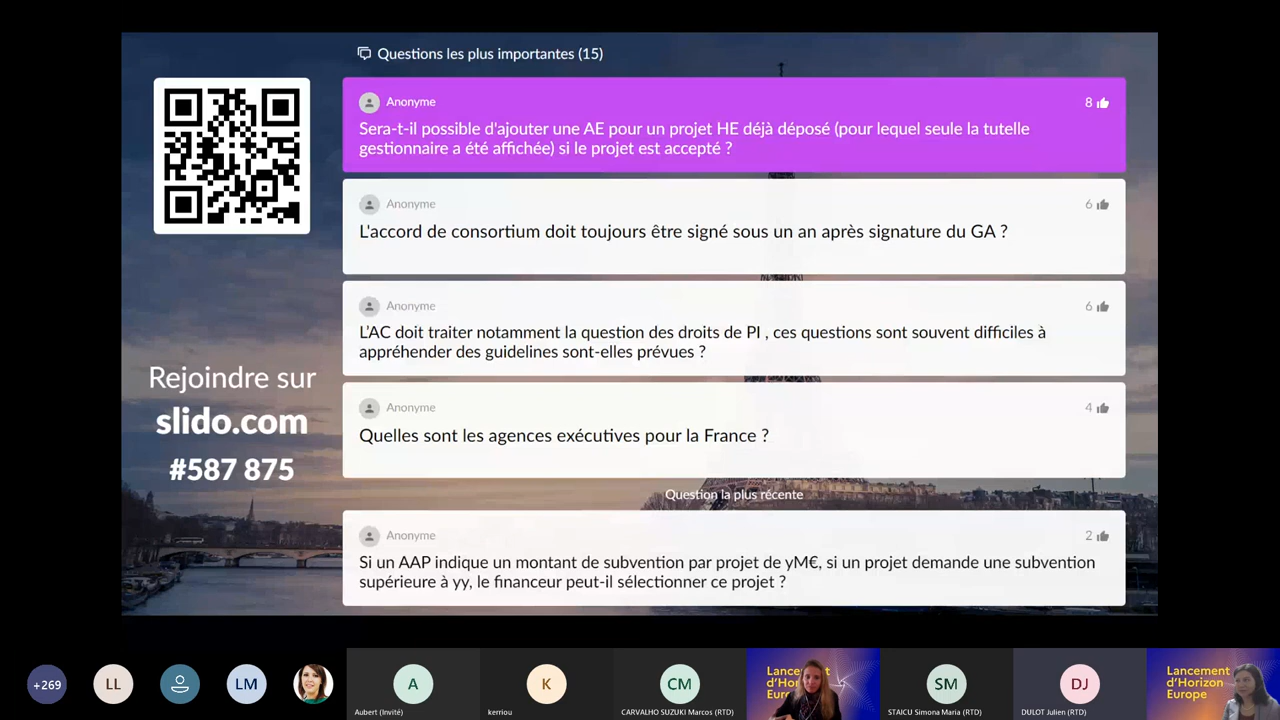 Questions les plus importantes (15)
Anonyme
8
Sera-t-il possible d'ajouter une AE pour un projet HE déjà déposé (pour lequel seule la tutelle
gestionnaire a été affichée) si le projet est accepté ?
Anonyme
6
L'accord de consortium doit toujours être signé sous un an après signature du GA ?
Anonyme
6
L'AC doit traiter notamment la question des droits de PI , ces questions sont souvent difficiles à
appréhender des guidelines sont-elles prévues ?
Anonyme
4
Quelles sont les agences exécutives pour la France ?
Question la plus récente
Anonyme
2
Si un AAP indique un montant de subvention par projet de yM€, si un projet demande une subvention
supérieure à yy, le financeur peut-il sélectionner ce projet ?
Rejoindre sur
slido.com
#587 875
+269
LL
LM
A
Aubert (Invité)
K
kerriou
CM
CARVALHO SUZUKI Marcos (RTD)
Lancement
d'Horizon
SM
STAICU Simona Maria (RTD)
DJ
DULOT Julien (RTD)
Lancement
d'Horizon
Europe